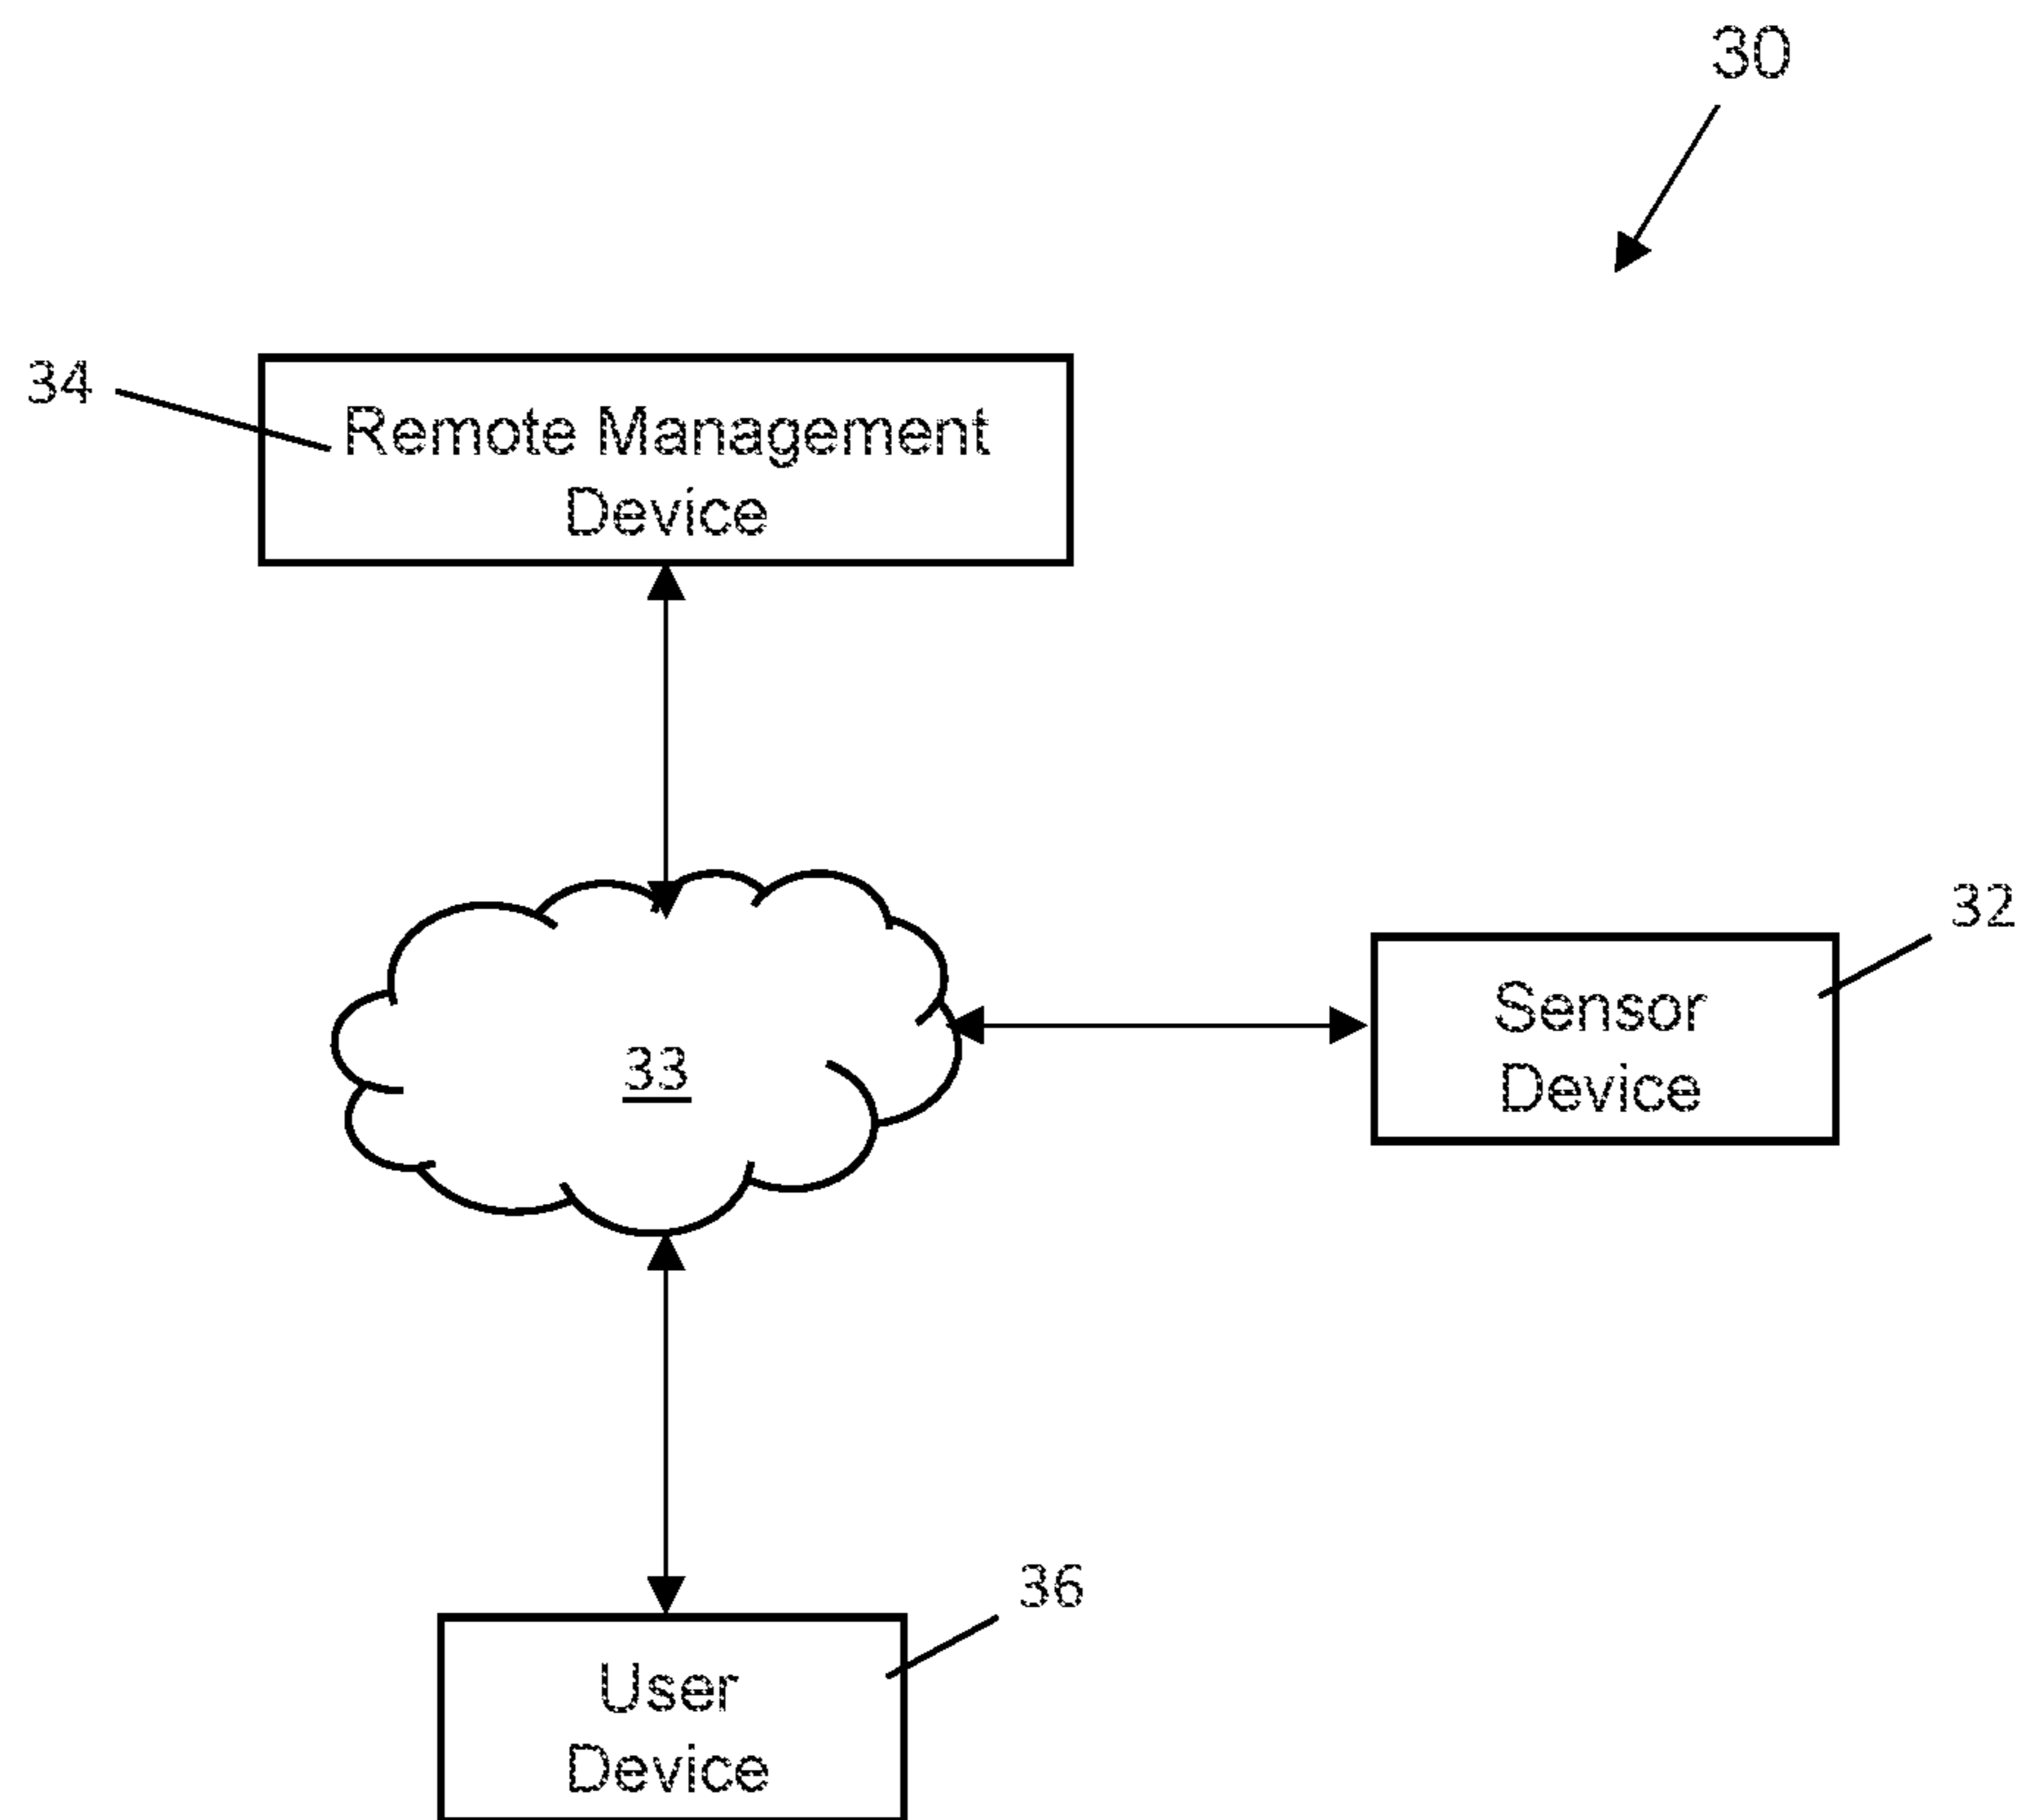 30
34
Remote Management
Device
32
Sensor
Device
33
36
User
Device